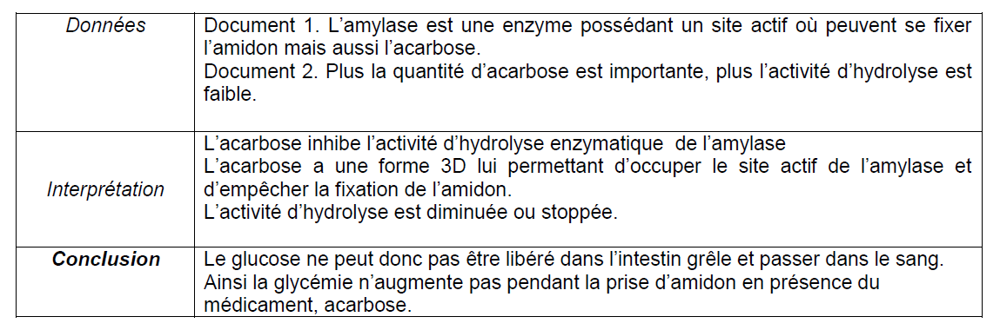 Données
Document 1. L’amylase est une enzyme possédant un site actif où peuvent se fixer
l’amidon mais aussi l’acarbose.
Document 2. Plus la quantité d’acarbose est importante, plus l’activité d’hydrolyse est
faible.
Interprétation
L’acarbose inhibe l’activité d’hydrolyse enzymatique  de l’amylase
L’acarbose a une forme 3D lui permettant d’occuper le site actif de l’amylase et
d’empêcher la fixation de l’amidon.
L’activité d’hydrolyse est diminuée ou stoppée.
Conclusion
Le glucose ne peut donc pas être libéré dans l’intestin grêle et passer dans le sang.
Ainsi la glycémie n’augmente pas pendant la prise d’amidon en présence du
médicament, acarbose.